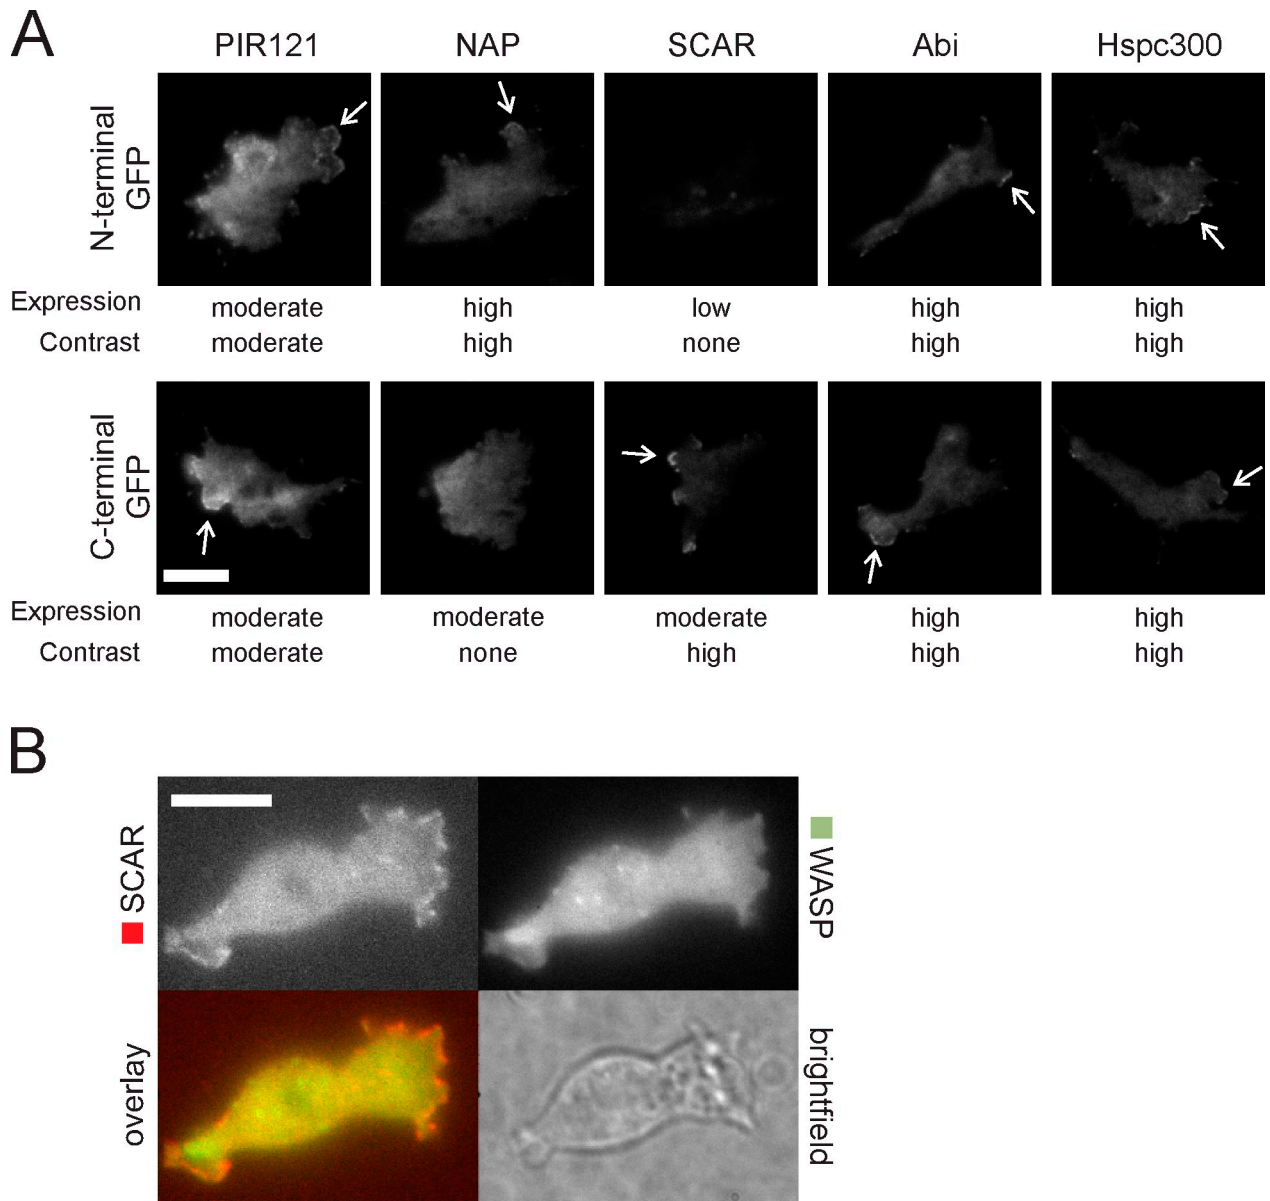 A
PIR121 NAP SCAR Abi Hspc300
N-terminal
GFP
Expression moderate high low high high
Contrast moderate high none high high
C-terminal
GFP
Expression moderate moderate moderate high high
Contrast moderate none high high high
B
SCAR
WASP
overlay
brightfield